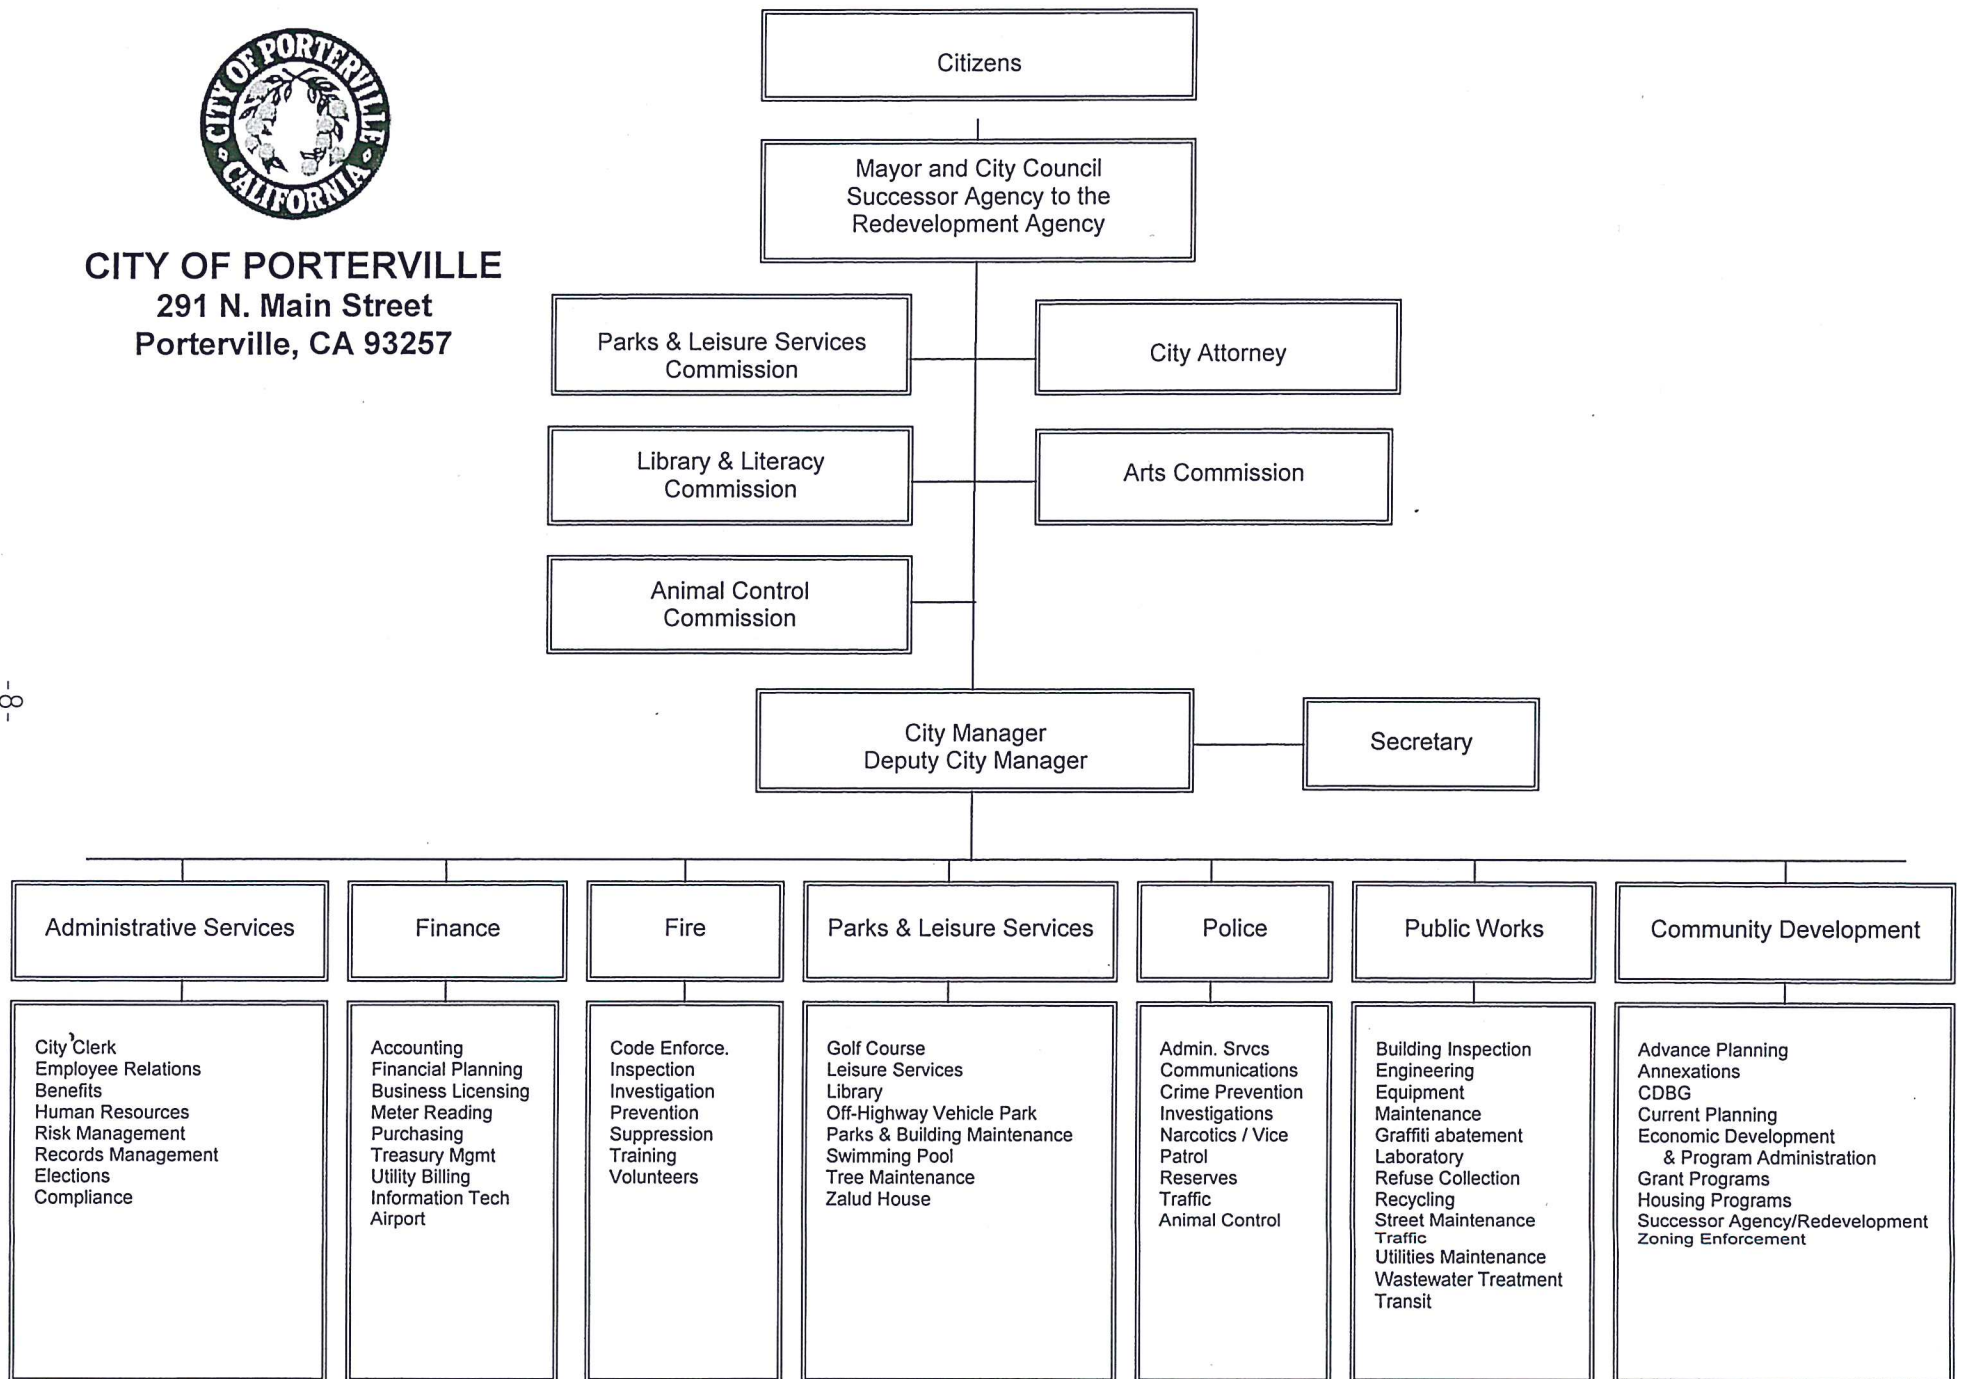 CITY OF PORTERVILLE
CALIFORNIA
CITY OF PORTERVILLE
291 N. Main Street
Porterville, CA 93257
Citizens
Mayor and City Council
Successor Agency to the
Redevelopment Agency
Parks & Leisure Services
Commission
City Attorney
Library & Literacy
Commission
Arts Commission
Animal Control
Commission
-8-
City Manager
Deputy City Manager
Secretary
Administrative Services
Finance
Fire
Parks & Leisure Services
Police
Public Works
Community Development
City Clerk
Employee Relations
Benefits
Human Resources
Risk Management
Records Management
Elections
Compliance
Accounting
Financial Planning
Business Licensing
Meter Reading
Purchasing
Treasury Mgmt
Utility Billing
Information Tech
Airport
Code Enforce.
Inspection
Investigation
Prevention
Suppression
Training
Volunteers
Golf Course
Leisure Services
Library
Off-Highway Vehicle Park
Parks & Building Maintenance
Swimming Pool
Tree Maintenance
Zalud House
Admin. Srvcs
Communications
Crime Prevention
Investigations
Narcotics / Vice
Patrol
Reserves
Traffic
Animal Control
Building Inspection
Engineering
Equipment
Maintenance
Graffiti abatement
Laboratory
Refuse Collection
Recycling
Street Maintenance
Traffic
Utilities Maintenance
Wastewater Treatment
Transit
Advance Planning
Annexations
CDBG
Current Planning
Economic Development
& Program Administration
Grant Programs
Housing Programs
Successor Agency/Redevelopment
Zoning Enforcement